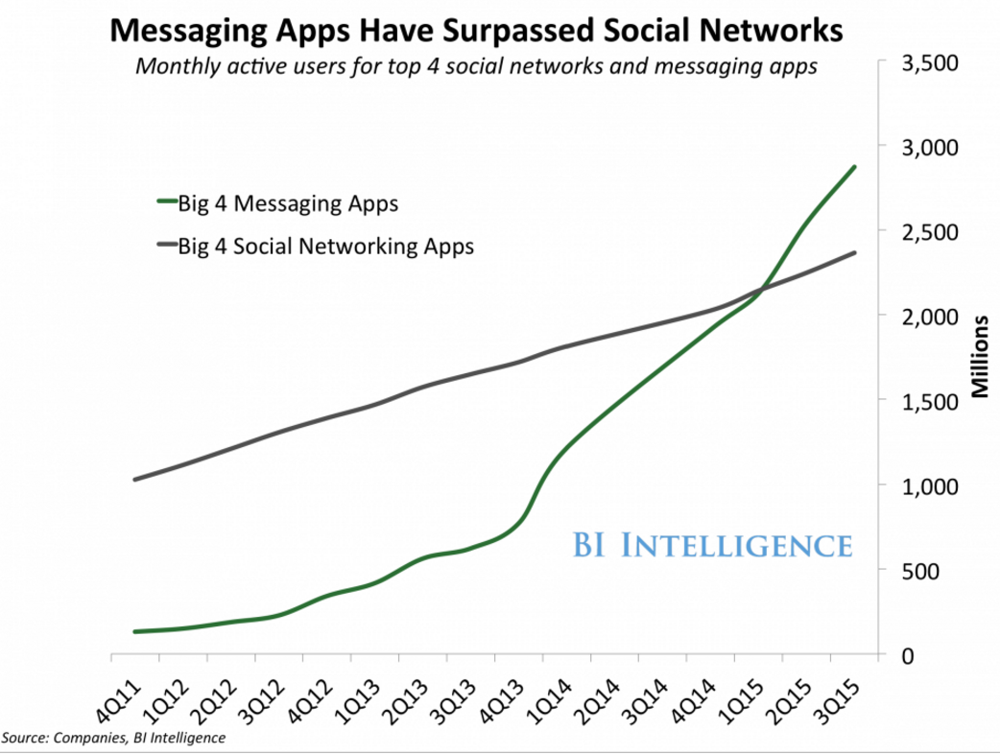 Messaging Apps Have Surpassed Social Networks
Monthly active users for top 4 social networks and messaging apps
Big 4 Messaging Apps
Big 4 Social Networking Apps
3,500
3,000
2,500
2,000
1,500
1,000
500
0
Millions
BI INTELLIGENCE
4Q11 1Q12 2Q12 3Q12 4Q12 1Q13 2Q13 3Q13 4Q13 1Q14 2Q14 3Q14 4Q14 1Q15 2Q15 3Q15
Source: Companies, BI Intelligence